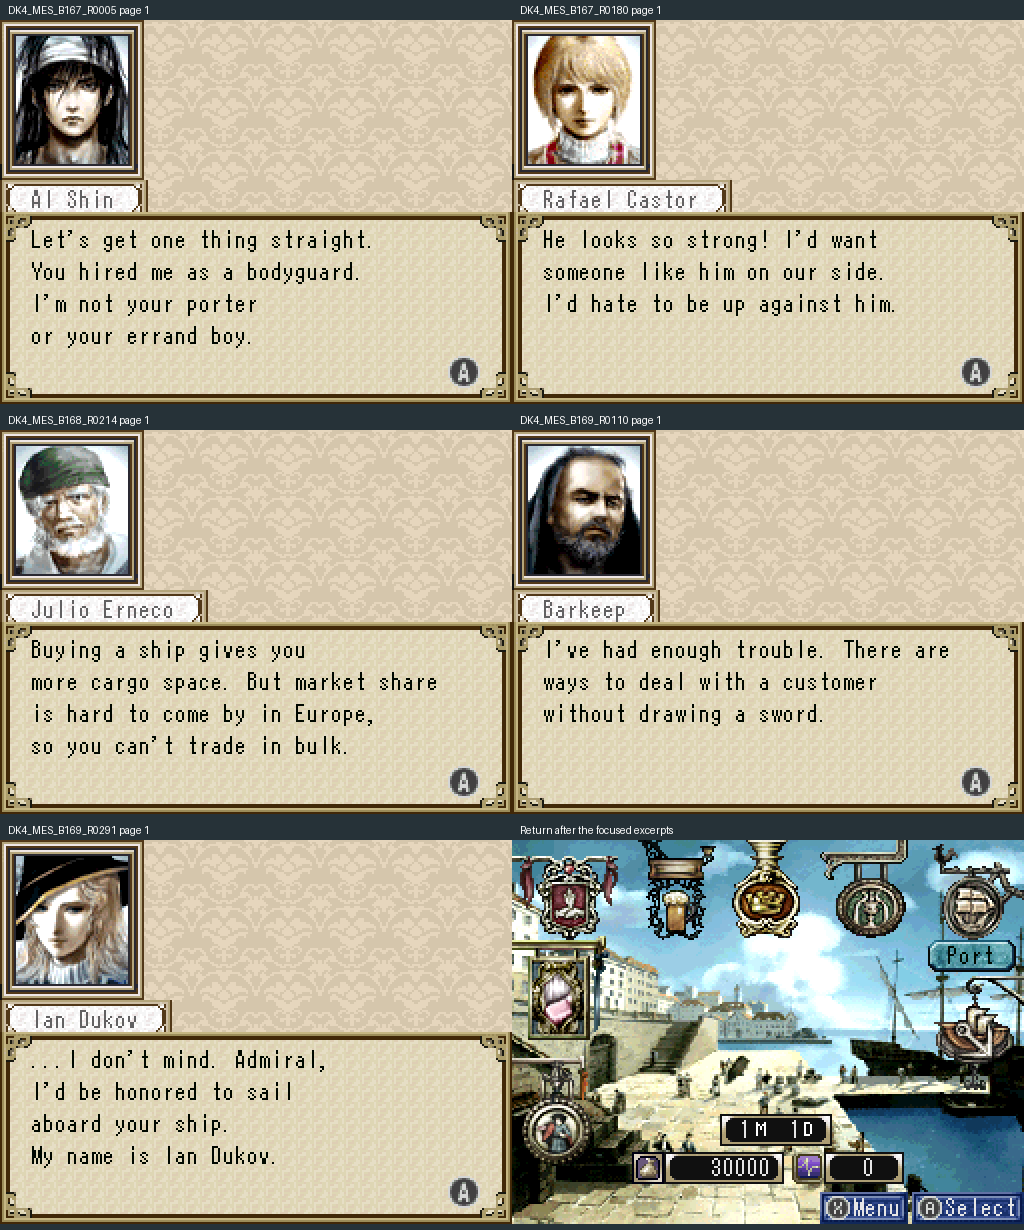 DK4_MES_B167_R0005 page 1
Al Shin
Let's get one thing straight.
You hired me as a bodyguard.
I'm not your porter
or your errand boy.
A
DK4_MES_B167_R0180 page 1
Rafael Castor
He looks so strong! I'd want
someone like him on our side.
I'd hate to be up against him.
A
DK4_MES_B168_R0214 page 1
Julio Erneco
Buying a ship gives you
more cargo space. But market share
is hard to come by in Europe,
so you can't trade in bulk.
A
DK4_MES_B169_R0110 page 1
Barkeep
I've had enough trouble. There are
ways to deal with a customer
without drawing a sword.
A
DK4_MES_B169_R0291 page 1
Ian Dukov
...I don't mind. Admiral,
I'd be honored to sail
aboard your ship.
My name is Ian Dukov.
A
Return after the focused excerpts
Port
1M 1D
30000
0
X Menu
A Select